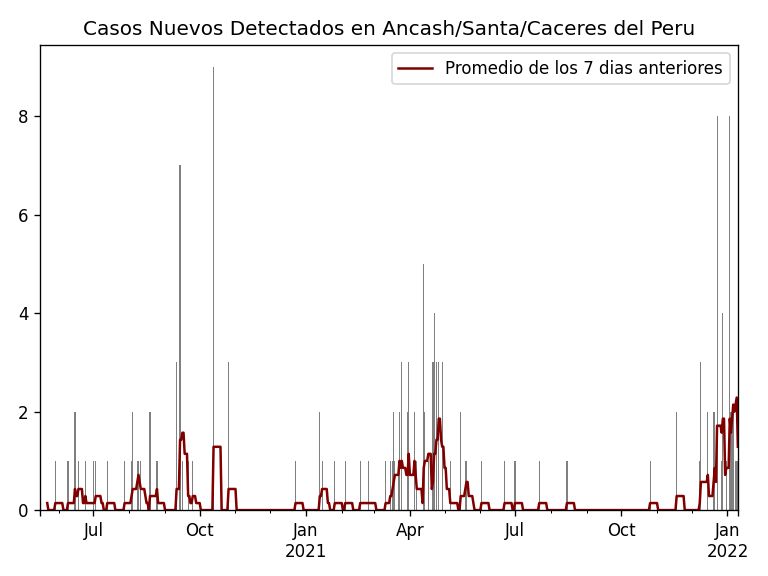 Casos Nuevos Detectados en Ancash/Santa/Caceres del Peru
Promedio de los 7 dias anteriores
8
6
4
2
0
Jul Oct Jan Apr Jul Oct Jan
2021 2022